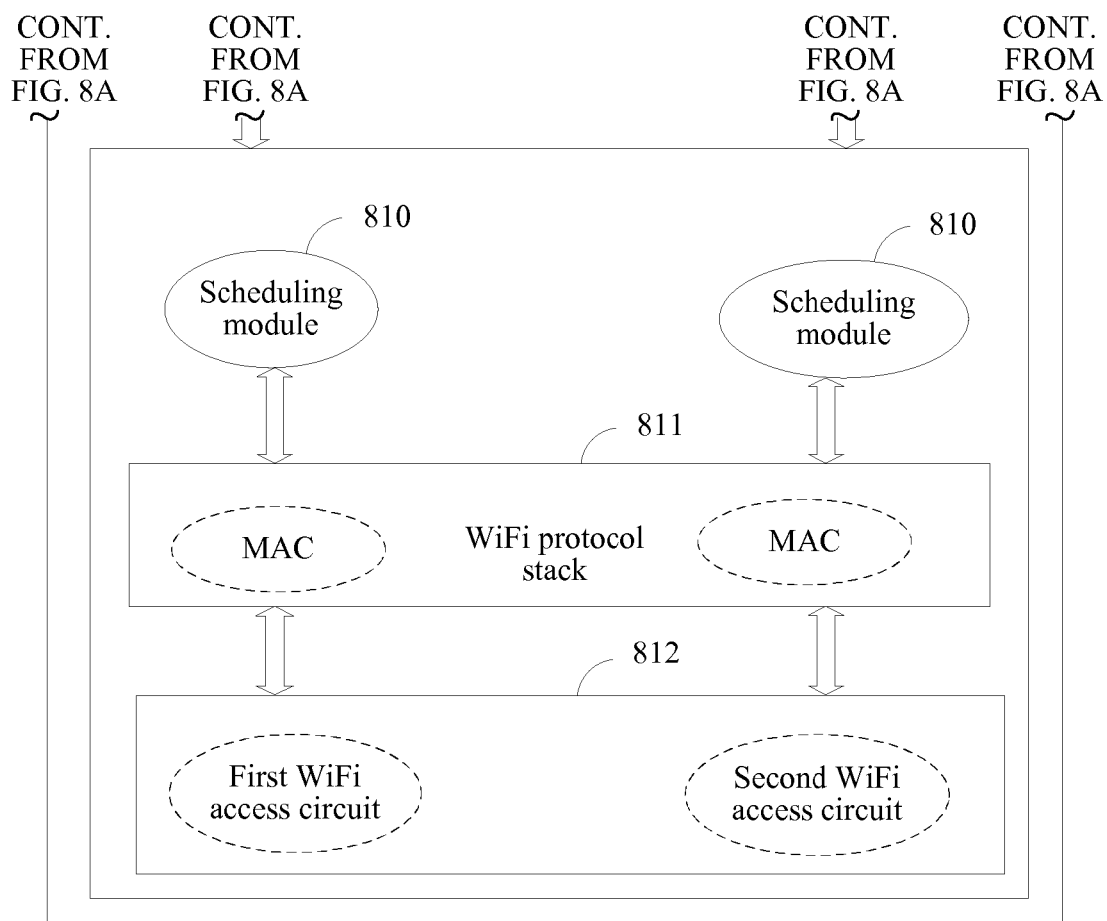 CONT.
FROM
FIG. 8A
CONT.
FROM
FIG. 8A
CONT.
FROM
FIG. 8A
CONT.
FROM
FIG. 8A
810
Scheduling
module
810
Scheduling
module
811
MAC
WiFi protocol
stack
MAC
812
First WiFi
access circuit
Second WiFi
access circuit